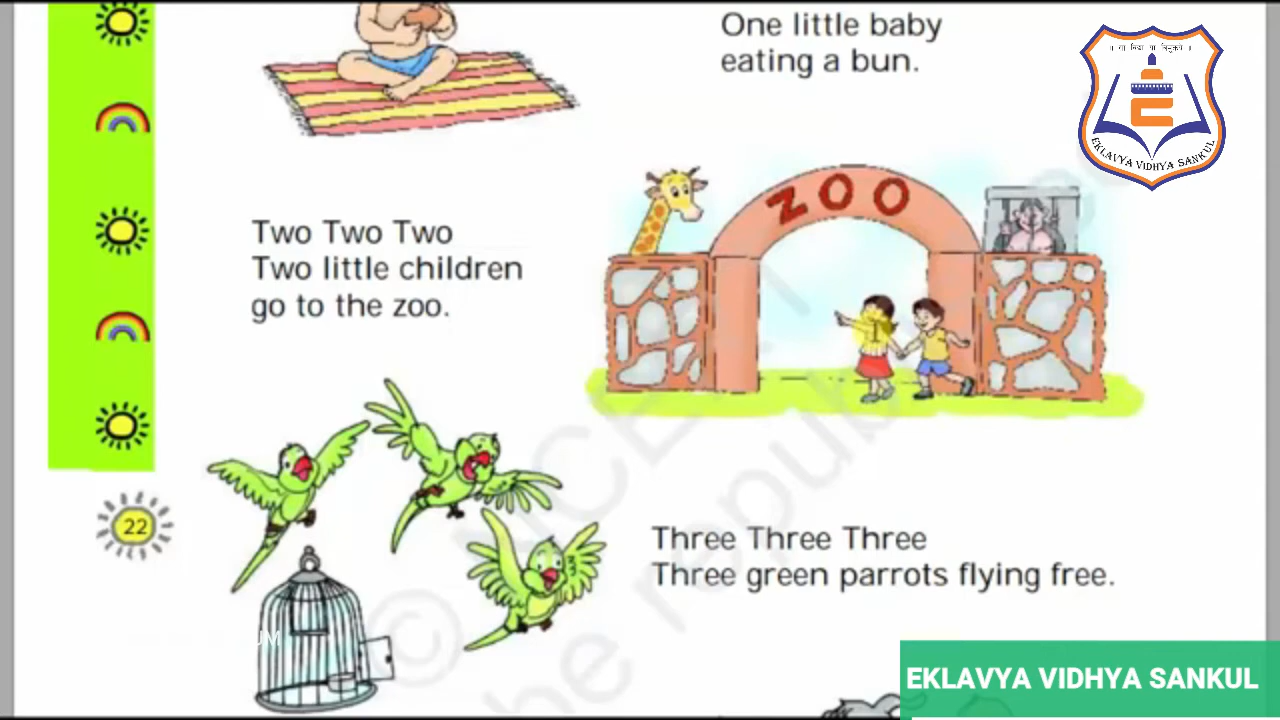 One little baby
eating a bun.
EKLAVYA VIDHYA SANKUL
ZOO
Two Two Two
Two little children
go to the zoo.
22
Three Three Three
Three green parrots flying free.
EKLAVYA VIDHYA SANKUL